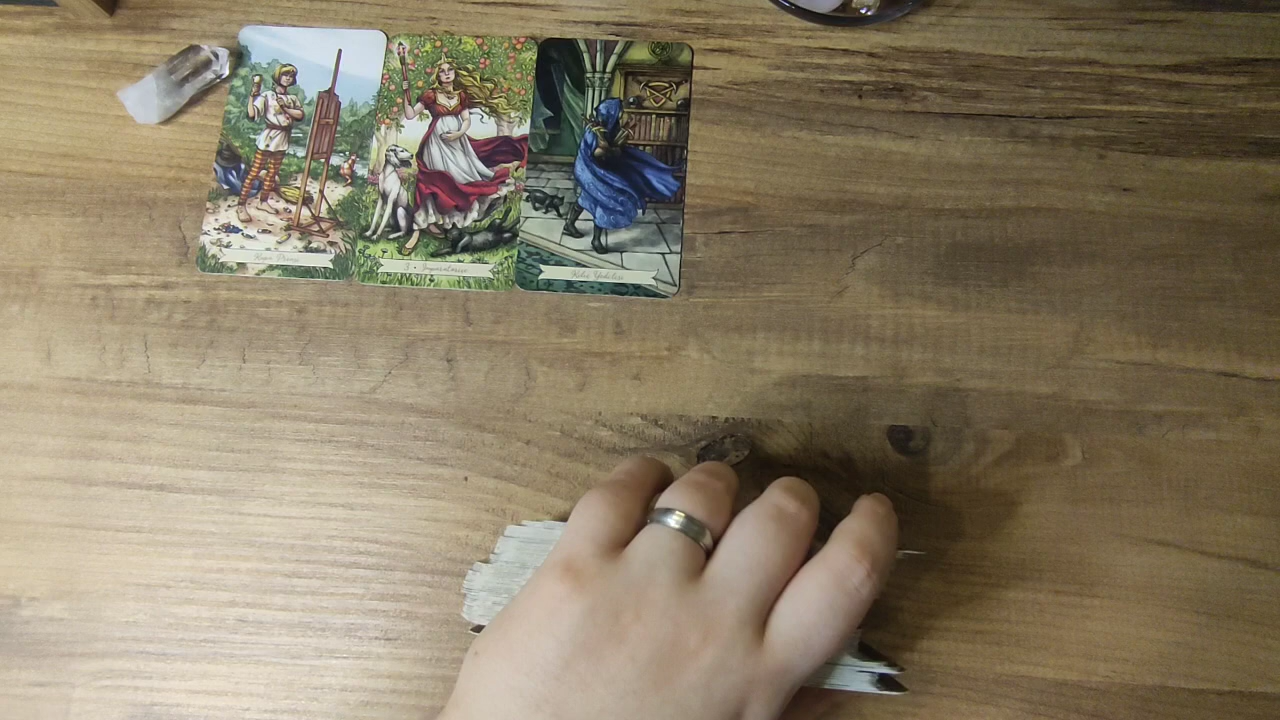 Kupa Prensi
3 • İmparatoriçe
Kılıç Yedilisi